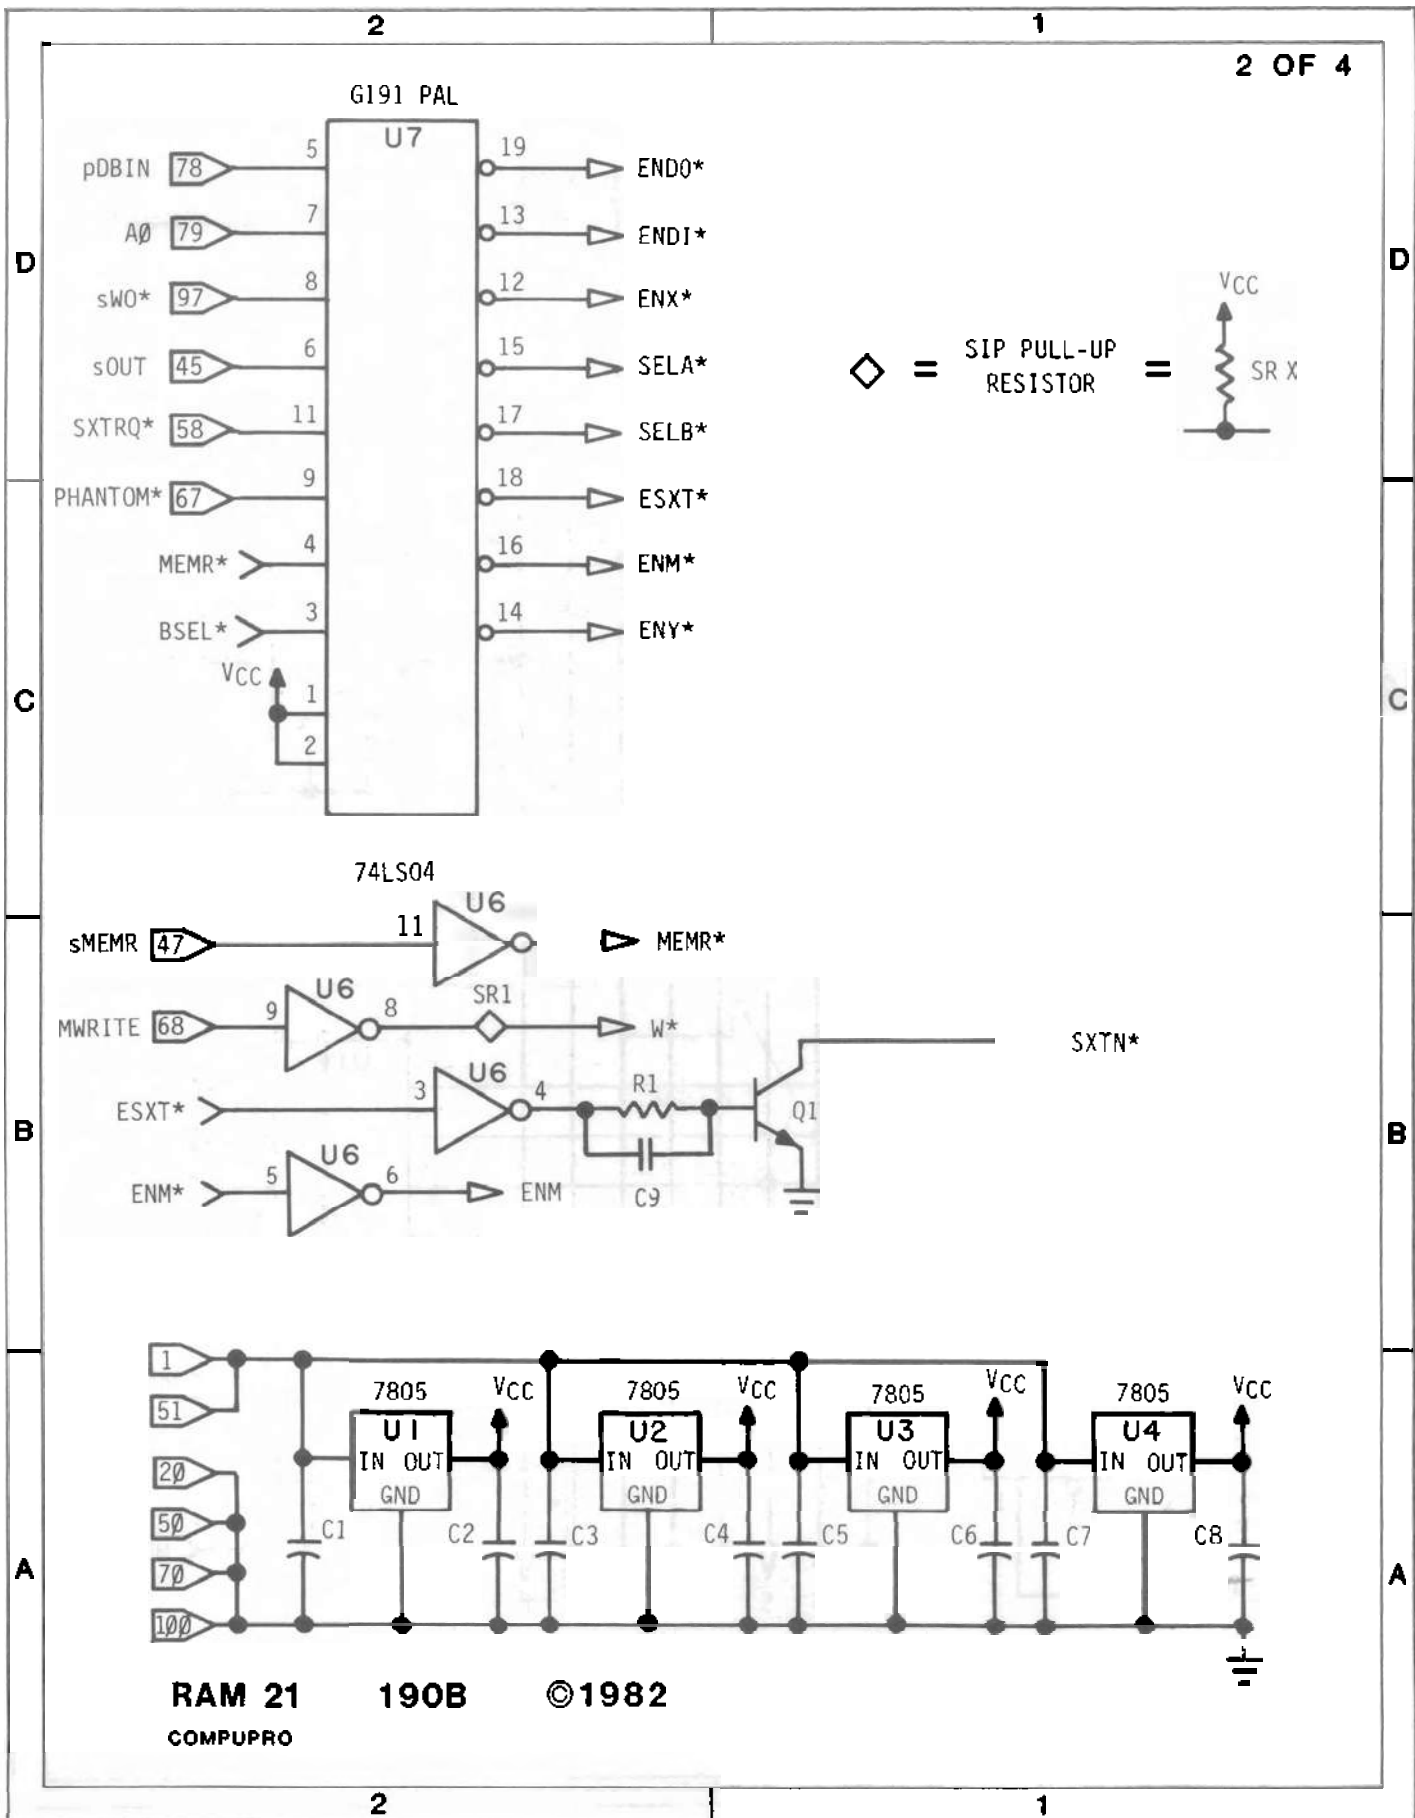 2 1
2 OF 4
G191 PAL
U7
pDBIN 78 5 19 ENDO*
AØ 79 7 13 ENDI*
sWO* 97 8 12 ENX*
sOUT 45 6 15 SELA*
SXTRQ* 58 11 17 SELB*
PHANTOM* 67 9 18 ESXT*
MEMR* 4 16 ENM*
BSEL* 3 14 ENY*
VCC
1
2
D D
VCC
= SIP PULL-UP RESISTOR = SR X
C C
74LS04
U6
sMEMR 47 11 MEMR*
U6
MWRITE 68 9 8 SR1 W*
SXTN*
U6
ESXT* 3 4 R1 Q1
C9
U6
ENM* 5 6 ENM
B B
1
51
2Ø
5Ø
7Ø
1ØØ
7805 VCC 7805 VCC 7805 VCC 7805 VCC
U1 U2 U3 U4
IN OUT IN OUT IN OUT IN OUT
GND GND GND GND
C1 C2 C3 C4 C5 C6 C7 C8
A A
RAM 21 190B ©1982
COMPUPRO
2 1